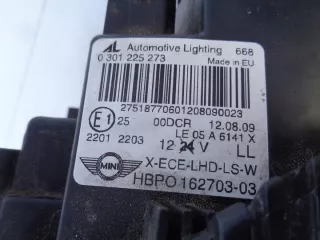 AL Automotive Lighting 668
0 301 225 273 Made in EU
27518770601208090023
E1 25 00DCR 12.08.09
LE 05 A 6141 X
2201 2203 12 24 V LL
MINI X-ECE-LHD-LS-W
HBPO 162703-03